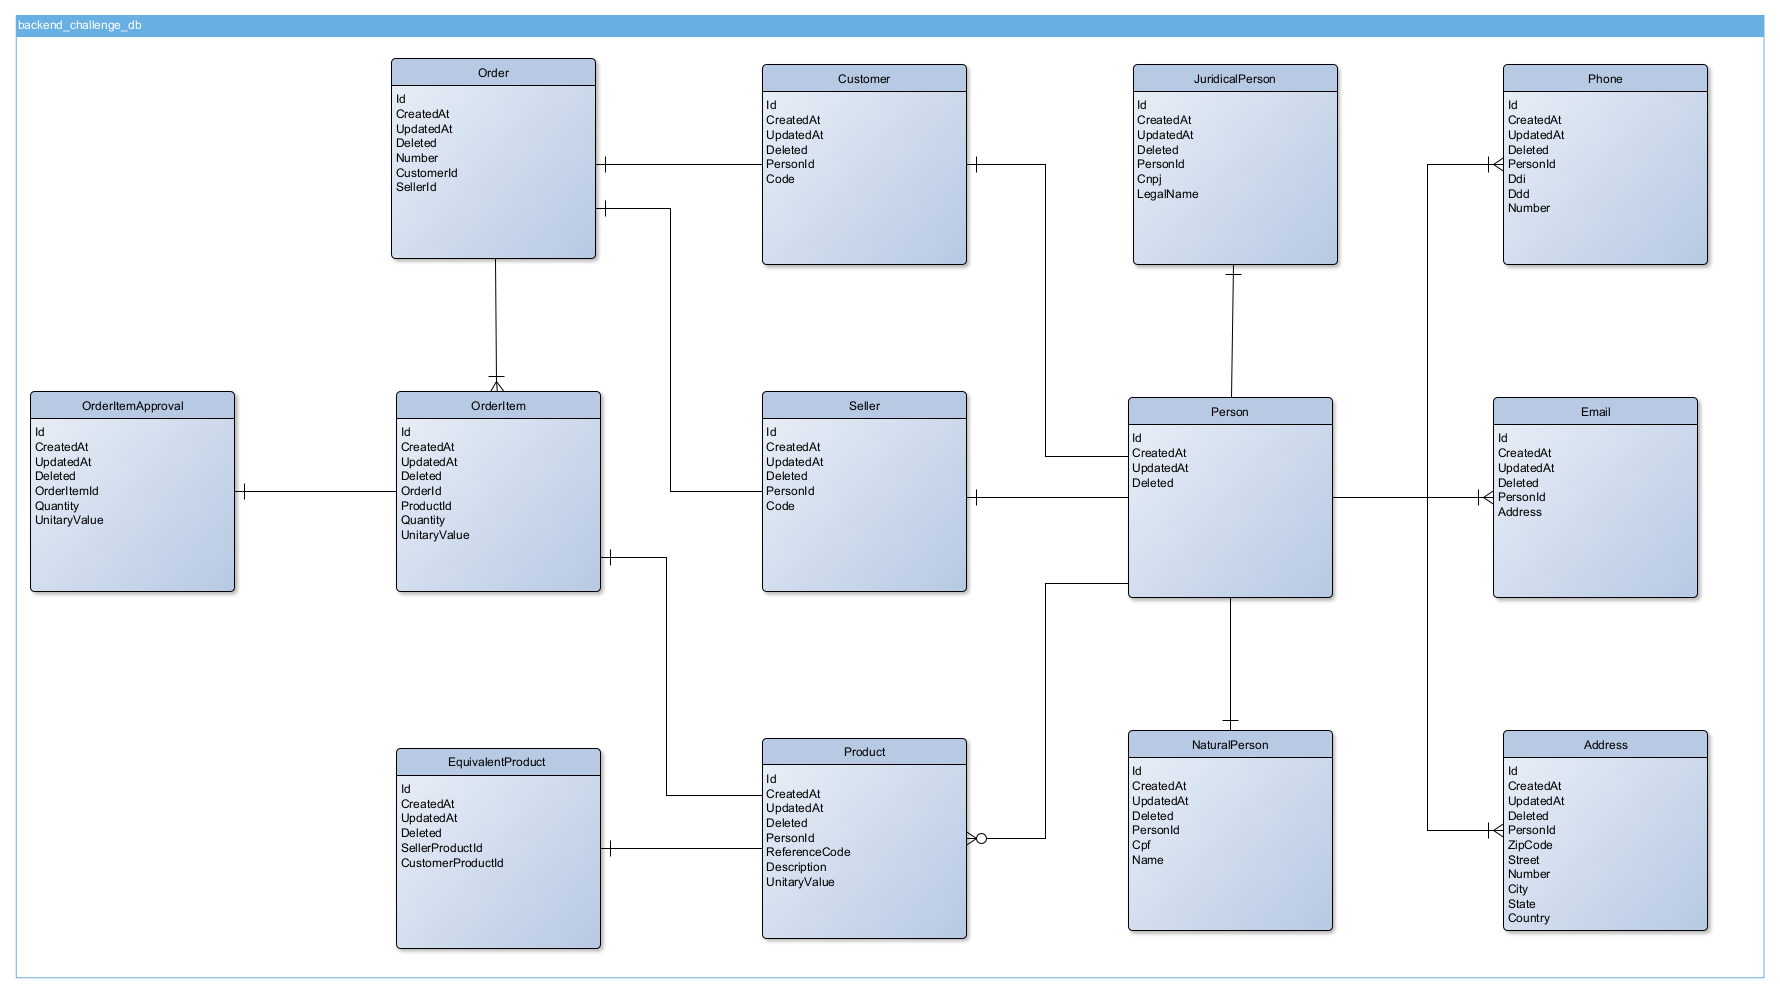 backend_challenge_db
Order
Id
CreatedAt
UpdatedAt
Deleted
Number
CustomerId
SellerId
Customer
Id
CreatedAt
UpdatedAt
Deleted
PersonId
Code
JuridicalPerson
Id
CreatedAt
UpdatedAt
Deleted
PersonId
Cnpj
LegalName
Phone
Id
CreatedAt
UpdatedAt
Deleted
PersonId
Ddi
Ddd
Number
OrderItemApproval
Id
CreatedAt
UpdatedAt
Deleted
OrderItemId
Quantity
UnitaryValue
OrderItem
Id
CreatedAt
UpdatedAt
Deleted
OrderId
ProductId
Quantity
UnitaryValue
Seller
Id
CreatedAt
UpdatedAt
Deleted
PersonId
Code
Person
Id
CreatedAt
UpdatedAt
Deleted
Email
Id
CreatedAt
UpdatedAt
Deleted
PersonId
Address
EquivalentProduct
Id
CreatedAt
UpdatedAt
Deleted
SellerProductId
CustomerProductId
Product
Id
CreatedAt
UpdatedAt
Deleted
PersonId
ReferenceCode
Description
UnitaryValue
NaturalPerson
Id
CreatedAt
UpdatedAt
Deleted
PersonId
Cpf
Name
Address
Id
CreatedAt
UpdatedAt
Deleted
PersonId
ZipCode
Street
Number
City
State
Country